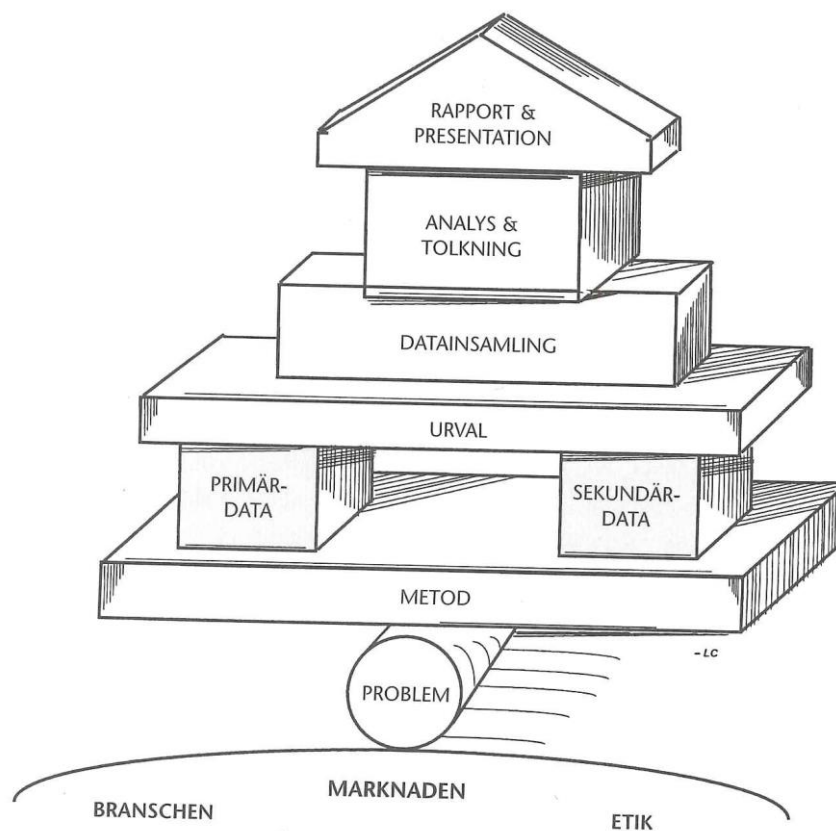 RAPPORT &
PRESENTATION
ANALYS &
TOLKNING
DATAINSAMLING
URVAL
PRIMÄR-
DATA
SEKUNDÄR-
DATA
METOD
-LC
PROBLEM
MARKNADEN
BRANSCHEN
ETIK